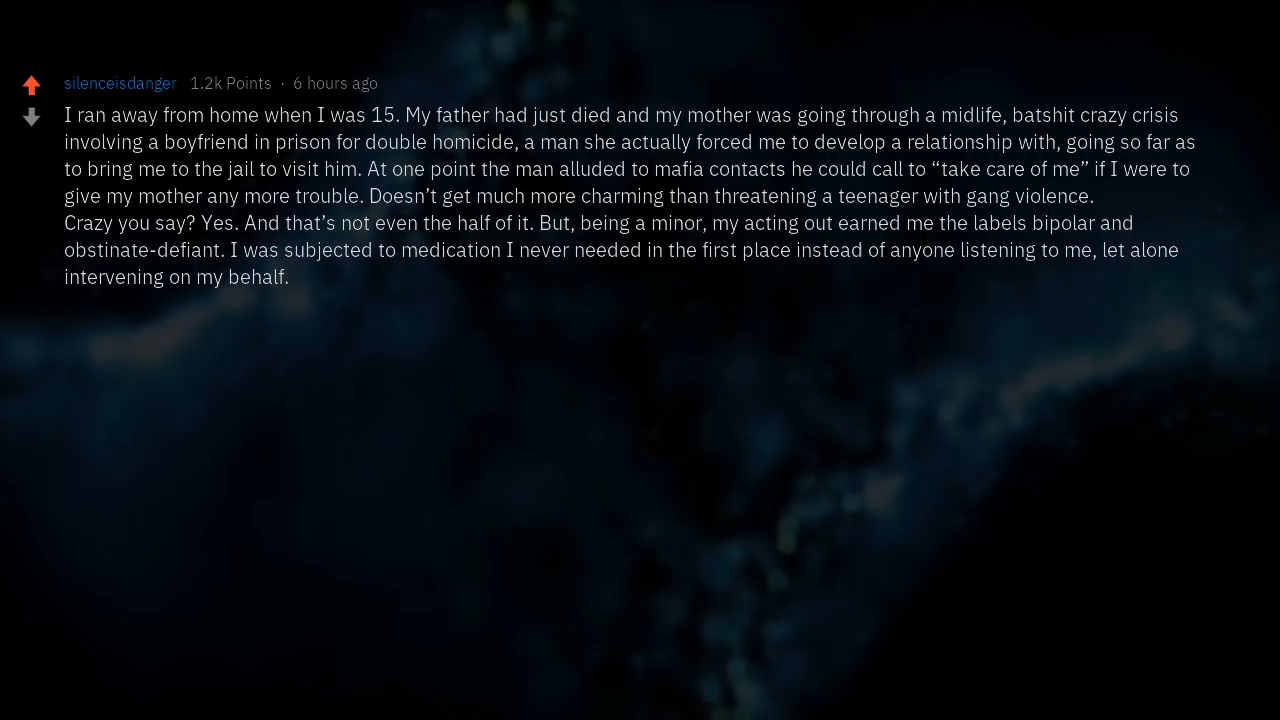 silenceisdanger 1.2k Points · 6 hours ago
I ran away from home when I was 15. My father had just died and my mother was going through a midlife, batshit crazy crisis
involving a boyfriend in prison for double homicide, a man she actually forced me to develop a relationship with, going so far as
to bring me to the jail to visit him. At one point the man alluded to mafia contacts he could call to “take care of me” if I were to
give my mother any more trouble. Doesn’t get much more charming than threatening a teenager with gang violence.
Crazy you say? Yes. And that’s not even the half of it. But, being a minor, my acting out earned me the labels bipolar and
obstinate-defiant. I was subjected to medication I never needed in the first place instead of anyone listening to me, let alone
intervening on my behalf.